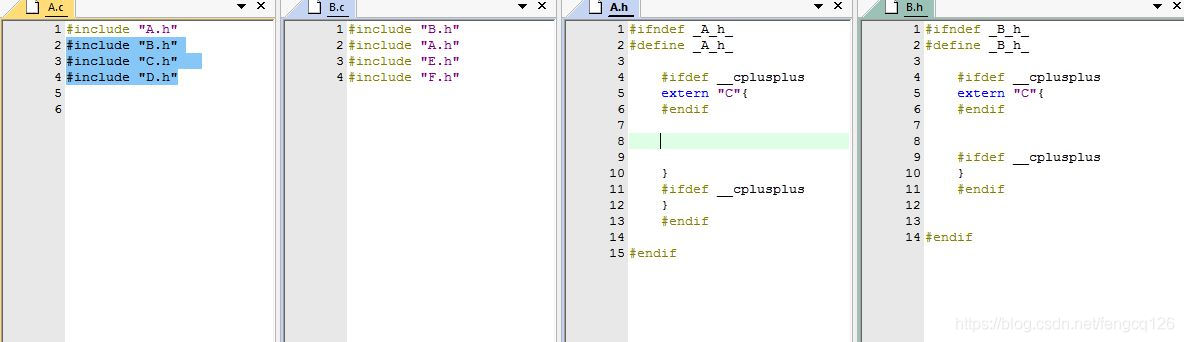 A.c
1 #include "A.h"
2 #include "B.h"
3 #include "C.h"
4 #include "D.h"
5
6
B.c
1 #include "B.h"
2 #include "A.h"
3 #include "E.h"
4 #include "F.h"
A.h
1 #ifndef _A_h_
2 #define _A_h_
3
4 #ifdef __cplusplus
5 extern "C"{
6 #endif
7
8
9
10 }
11 #ifdef __cplusplus
12 }
13 #endif
14
15 #endif
B.h
1 #ifndef _B_h_
2 #define _B_h_
3
4 #ifdef __cplusplus
5 extern "C"{
6 #endif
7
8
9 #ifdef __cplusplus
10 }
11 #endif
12
13
14 #endif
https://blog.csdn.net/fengcq126